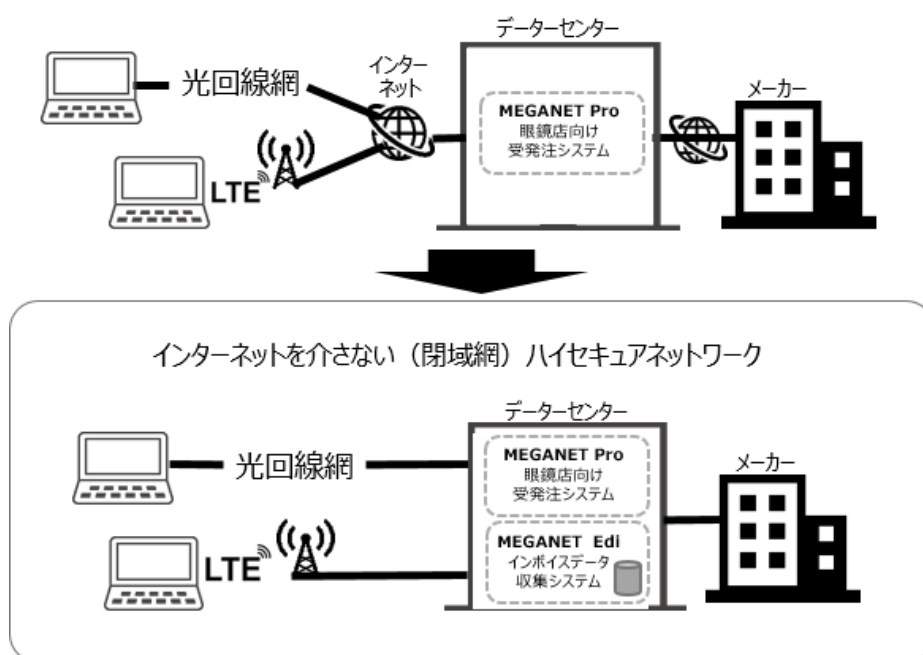 データーセンター
インター
ネット
光回線網
メーカー
MEGANET Pro
眼鏡店向け
受発注システム
LTE
インターネットを介さない（閉域網）ハイセキュアネットワーク
データーセンター
光回線網
MEGANET Pro
眼鏡店向け
受発注システム
メーカー
MEGANET Edi
インボイスデータ
収集システム
LTE